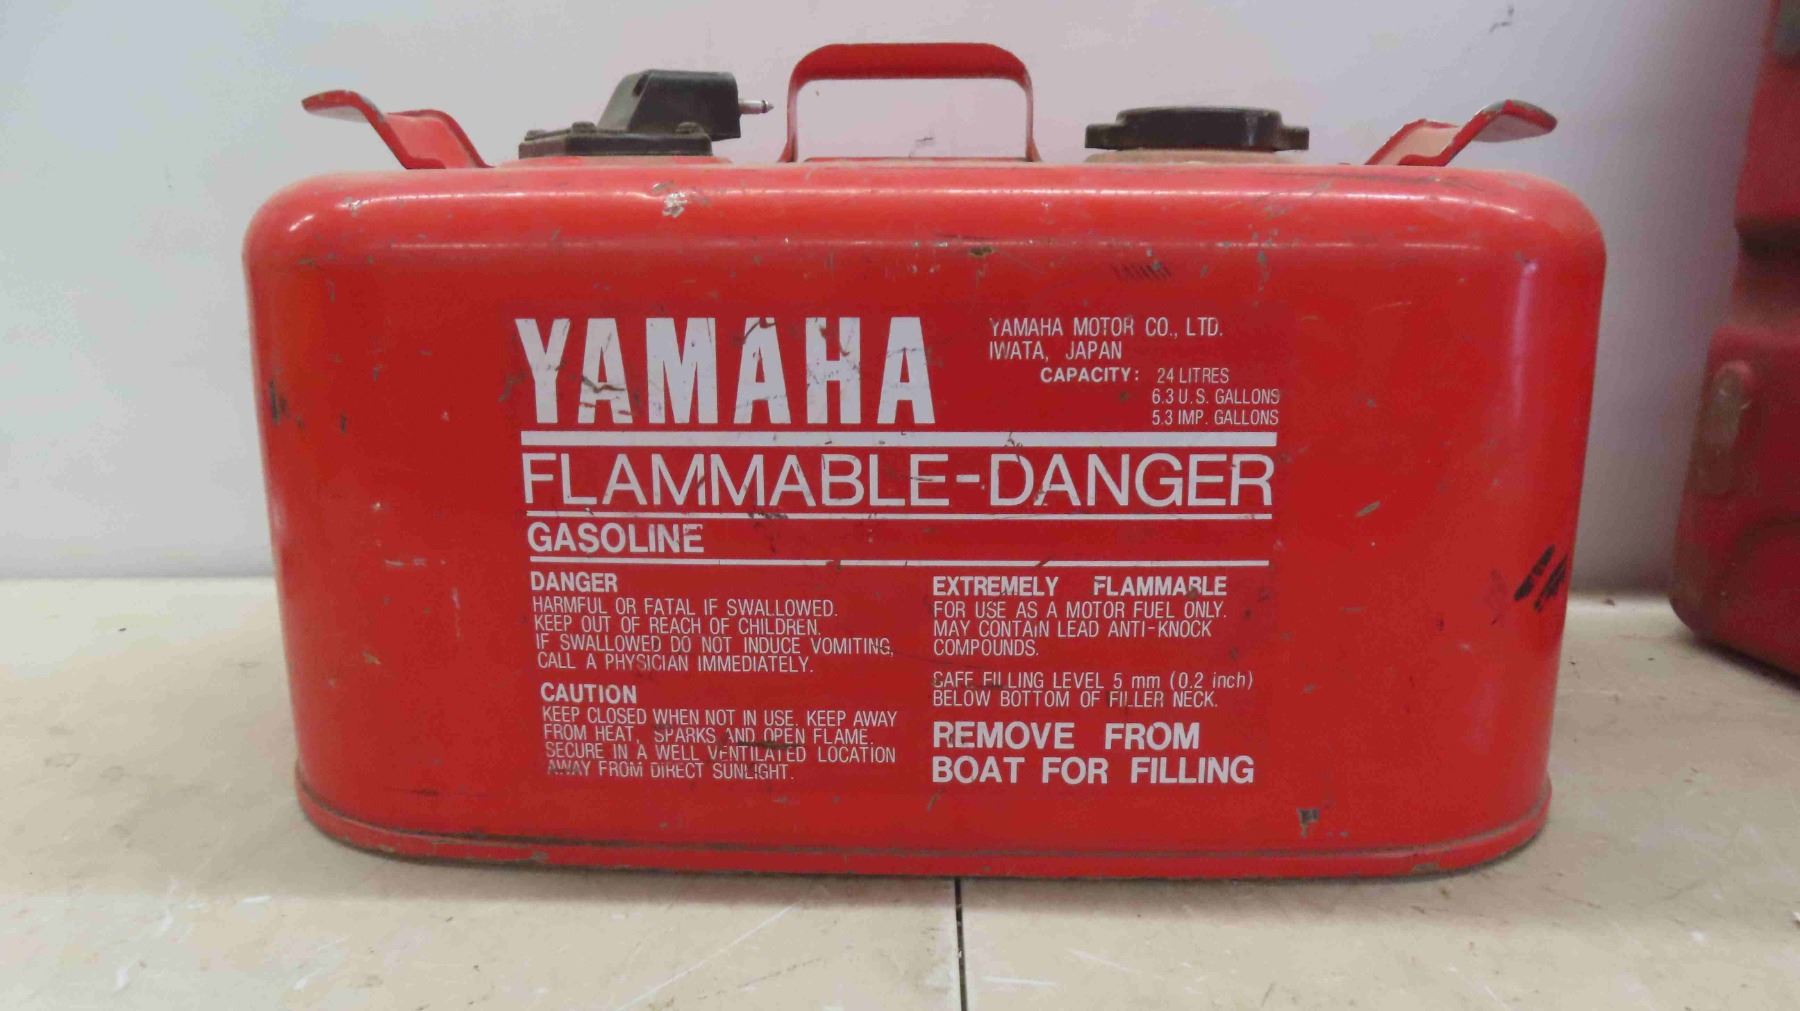 YAMAHA
YAMAHA MOTOR CO., LTD.
IWATA, JAPAN
CAPACITY: 24 LITRES
6.3 U.S. GALLONS
5.3 IMP. GALLONS
FLAMMABLE-DANGER
GASOLINE
DANGER
HARMFUL OR FATAL IF SWALLOWED.
KEEP OUT OF REACH OF CHILDREN.
IF SWALLOWED DO NOT INDUCE VOMITING,
CALL A PHYSICIAN IMMEDIATELY.
CAUTION
KEEP CLOSED WHEN NOT IN USE. KEEP AWAY
FROM HEAT, SPARKS AND OPEN FLAME.
SECURE IN A WELL VENTILATED LOCATION
AWAY FROM DIRECT SUNLIGHT.
EXTREMELY FLAMMABLE
FOR USE AS A MOTOR FUEL ONLY.
MAY CONTAIN LEAD ANTI-KNOCK
COMPOUNDS.
SAFE FILLING LEVEL 5 mm (0.2 inch)
BELOW BOTTOM OF FILLER NECK.
REMOVE FROM
BOAT FOR FILLING